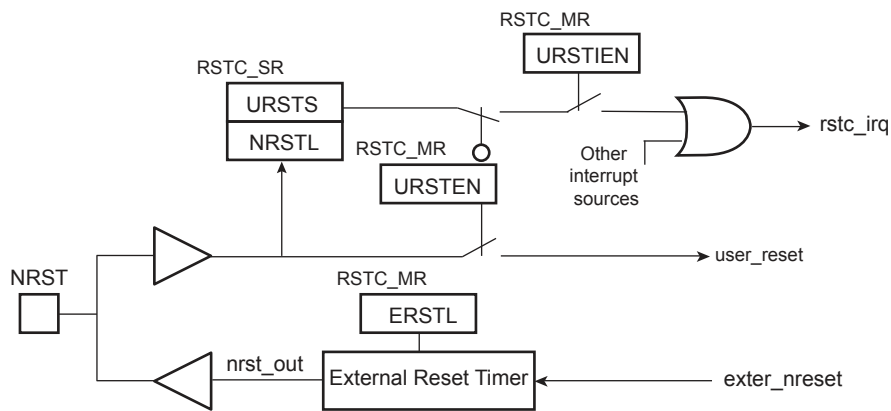 RSTC_MR
URSTIEN
RSTC_SR
URSTS
NRSTL
rstc_irq
RSTC_MR
URSTEN
Other
interrupt
sources
user_reset
NRST
RSTC_MR
ERSTL
nrst_out
External Reset Timer
exter_nreset